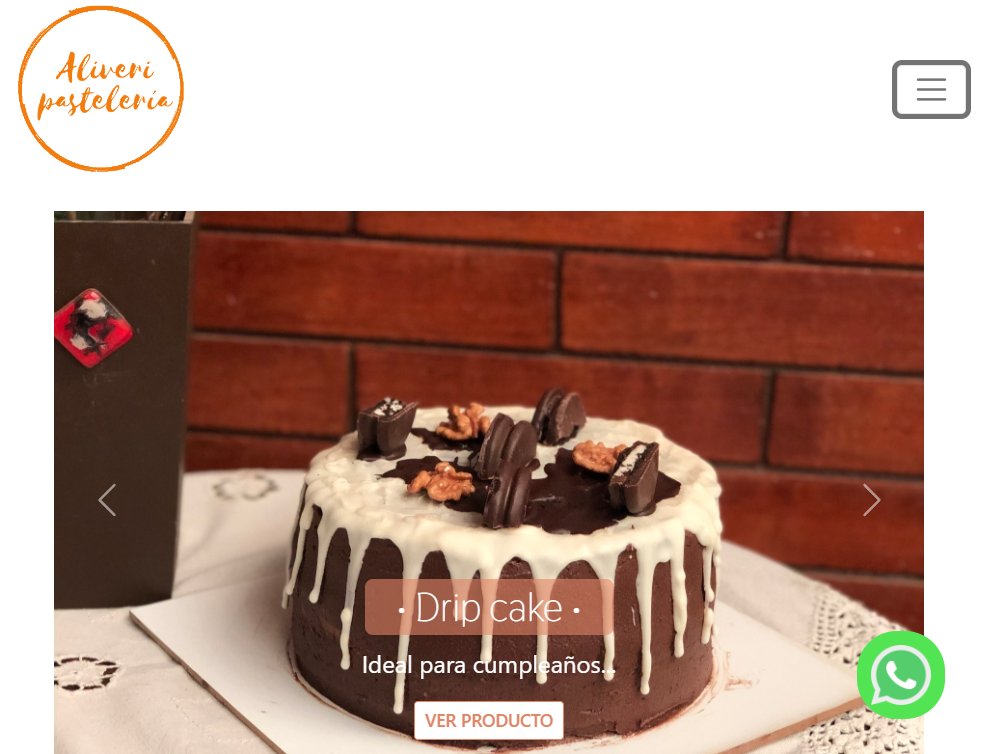 Aliveri
pastelería
• Drip cake •
Ideal para cumpleaños...
VER PRODUCTO